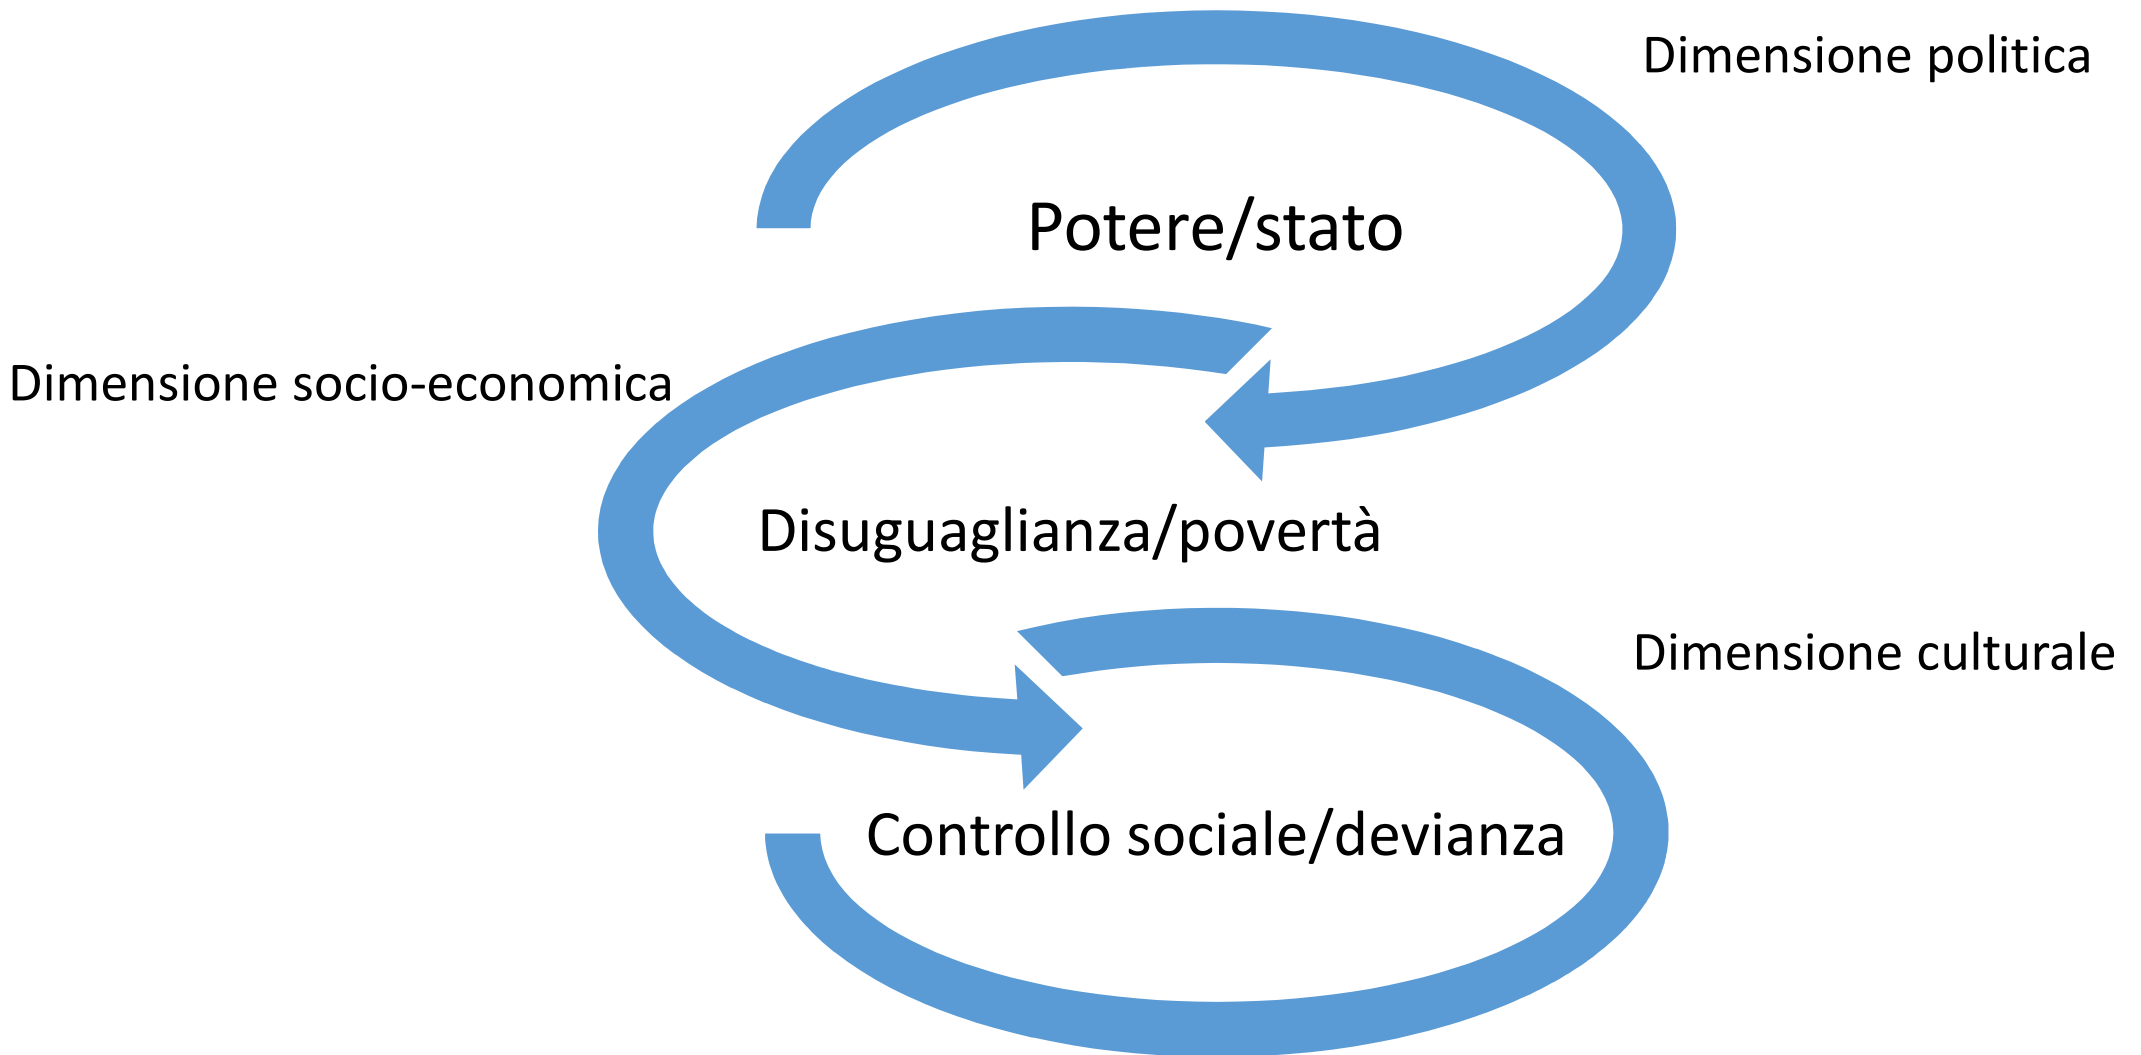 Dimensione politica
Potere/stato
Dimensione socio-economica
Disuguaglianza/povertà
Dimensione culturale
Controllo sociale/devianza